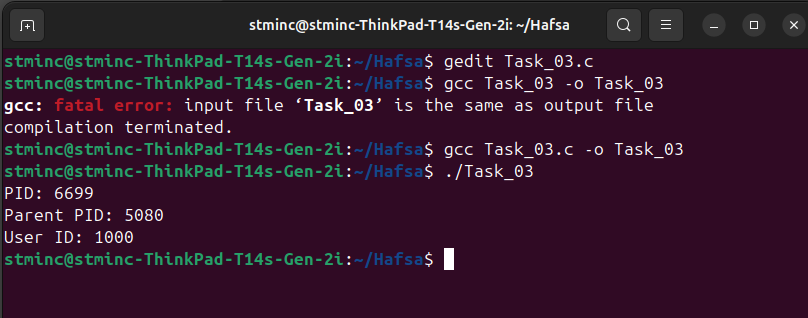 stminc@stminc-ThinkPad-T14s-Gen-2i: ~/Hafsa
stminc@stminc-ThinkPad-T14s-Gen-2i:~/Hafsa$ gedit Task_03.c
stminc@stminc-ThinkPad-T14s-Gen-2i:~/Hafsa$ gcc Task_03 -o Task_03
gcc: fatal error: input file ‘Task_03’ is the same as output file
compilation terminated.
stminc@stminc-ThinkPad-T14s-Gen-2i:~/Hafsa$ gcc Task_03.c -o Task_03
stminc@stminc-ThinkPad-T14s-Gen-2i:~/Hafsa$ ./Task_03
PID: 6699
Parent PID: 5080
User ID: 1000
stminc@stminc-ThinkPad-T14s-Gen-2i:~/Hafsa$